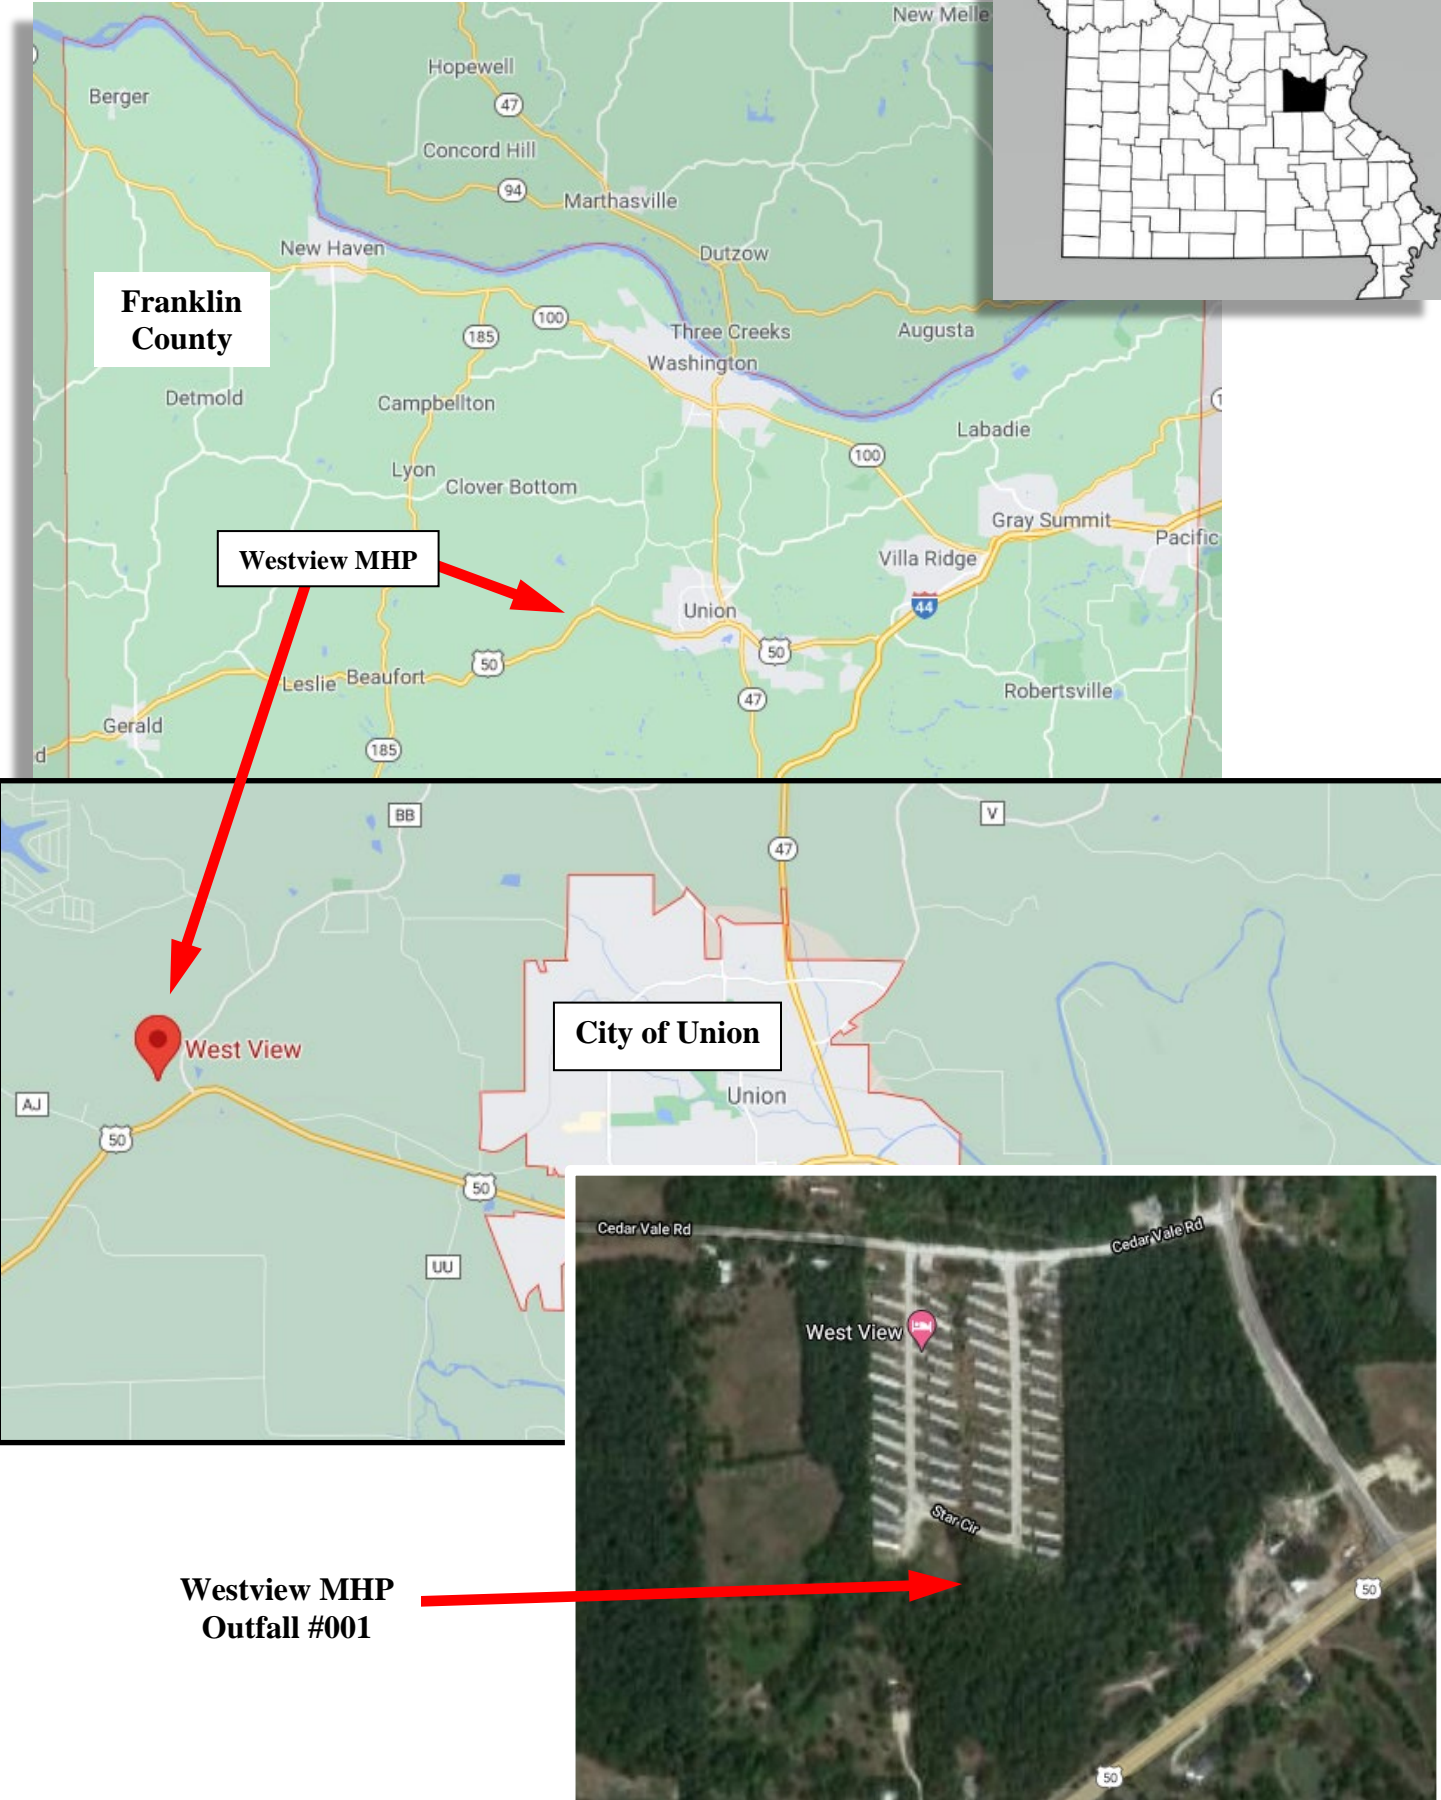 New Melle
Hopewell
47
Berger
Concord Hill
94
Marthasville
New Haven
Dutzow
Franklin
County
100
185
Three Creeks
Augusta
Washington
Detmold
Campbellton
Labadie
100
Lyon
Clover Bottom
Gray Summit
Pacific
Westview MHP
Villa Ridge
44
Union
50
50
Leslie
Beaufort
Robertsville
47
Gerald
185
d
BB
V
47
City of Union
West View
Union
AJ
50
50
UU
Cedar Vale Rd
Cedar Vale Rd
West View
Star Cir
50
50
Westview MHP
Outfall #001